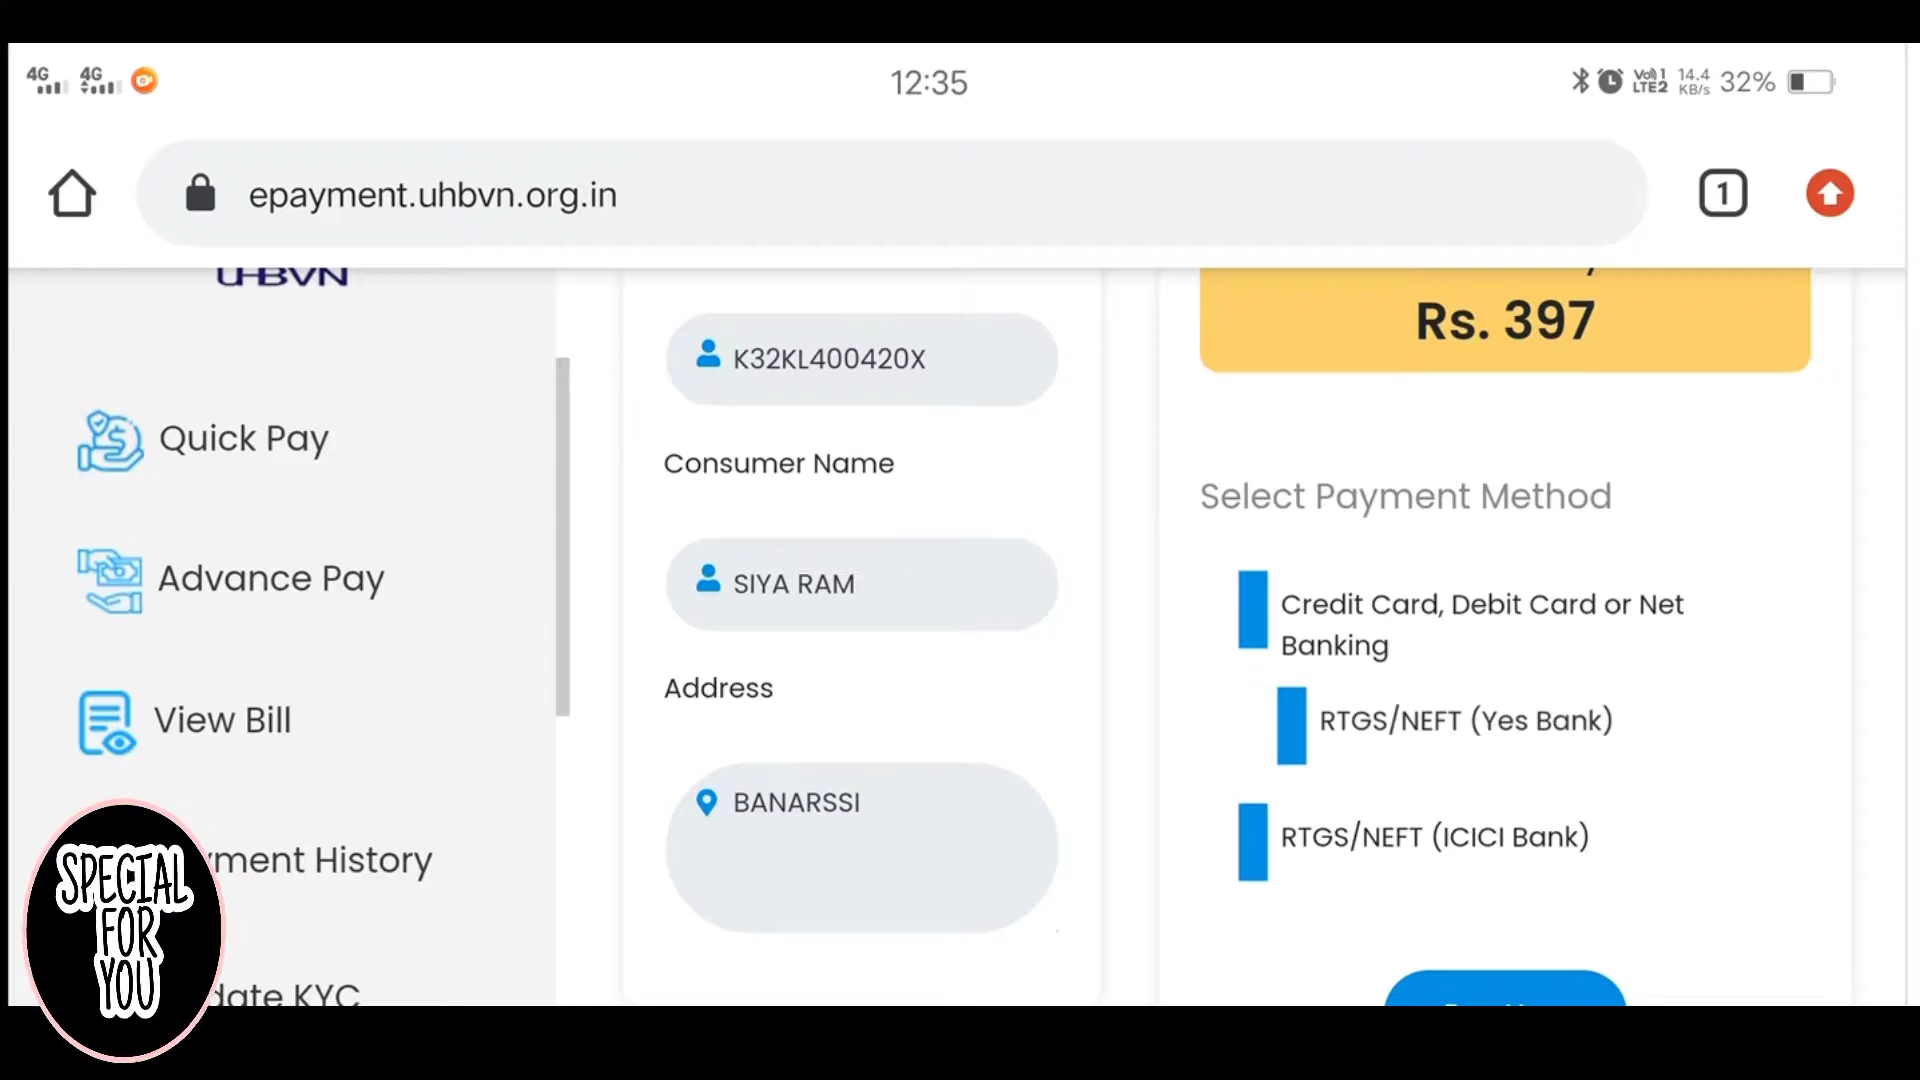 4G 4G
12:35
Vo) 1 LTE2 14.4 KB/s 32%
epayment.uhbvn.org.in
1
UHBVN
Quick Pay
Advance Pay
View Bill
yment History
date KYC
K32KL400420X
Consumer Name
SIYA RAM
Address
BANARSSI
Rs. 397
Select Payment Method
Credit Card, Debit Card or Net
Banking
RTGS/NEFT (Yes Bank)
RTGS/NEFT (ICICI Bank)
SPECIAL
FOR
YOU